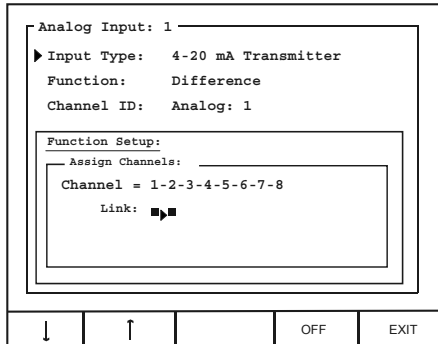 Analog Input: 1
Input Type: 4-20 mA Transmitter
Function: Difference
Channel ID: Analog: 1
Function Setup:
Assign Channels:
Channel = 1-2-3-4-5-6-7-8
Link:
OFF
EXIT